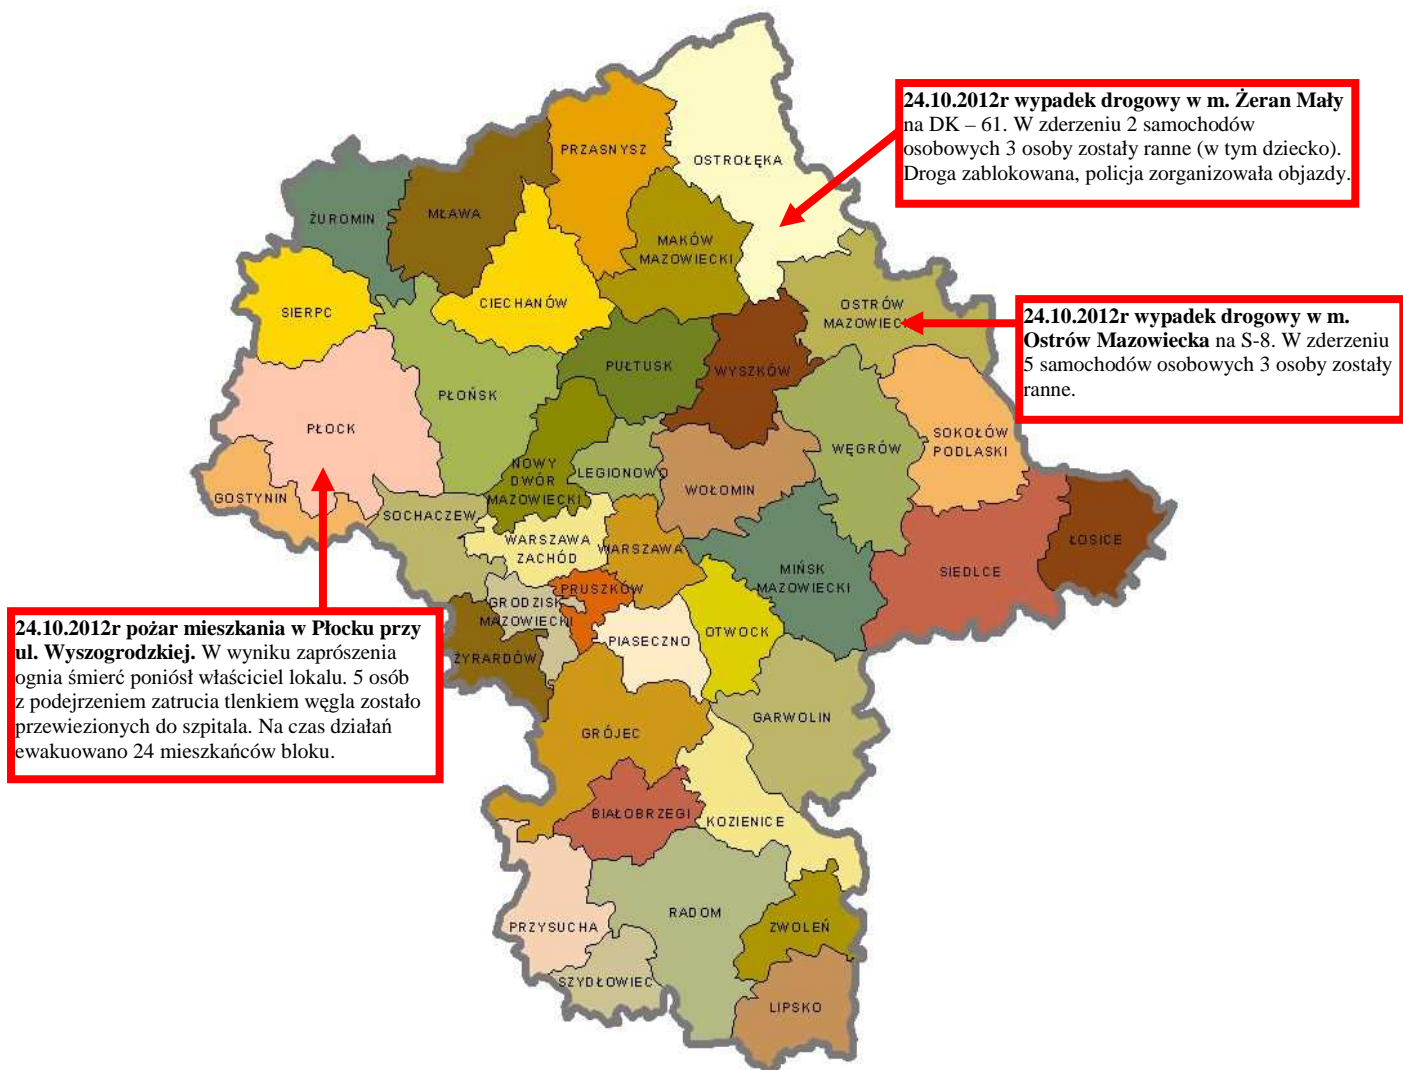 24.10.2012r wypadek drogowy w m. Żeran Mały
na DK – 61. W zderzeniu 2 samochodów
osobowych 3 osoby zostały ranne (w tym dziecko).
Droga zablokowana, policja zorganizowała objazdy.
PRZASNYSZ
OSTROŁĘKA
ŻUROMIN
MŁAWA
MAKÓW
MAZOWIECKI
SIERPC
CIECHANÓW
OSTRÓW
MAZOWIECK
24.10.2012r wypadek drogowy w m.
Ostrów Mazowiecka na S-8. W zderzeniu
5 samochodów osobowych 3 osoby zostały
ranne.
PUŁTUSK
WYSZKÓW
PŁOŃSK
PŁOCK
WĘGRÓW
SOKOŁÓW
PODLASKI
NOWY
DWÓR
MAZOWIECKI
LEGIONOWO
WOŁOMIN
GOSTYNIN
SOCHACZEW
WARSZAWA
ZACHÓD
WARSZAWA
MIŃSK
MAZOWIECKI
SIEDLCE
ŁOSICE
PRUSZKÓW
GRODZISK
MAZOWIECKI
PIASECZNO
OTWOCK
ŻYRARDÓW
24.10.2012r pożar mieszkania w Płocku przy
ul. Wyszogrodzkiej. W wyniku zaprószenia
ognia śmierć poniósł właściciel lokalu. 5 osób
z podejrzeniem zatrucia tlenkiem węgla zostało
przewiezionych do szpitala. Na czas działań
ewakuowano 24 mieszkańców bloku.
GARWOLIN
GRÓJEC
BIAŁOBRZEGI
KOZIENICE
RADOM
PRZYSUCHA
ZWOLEŃ
SZYDŁOWIEC
LIPSKO